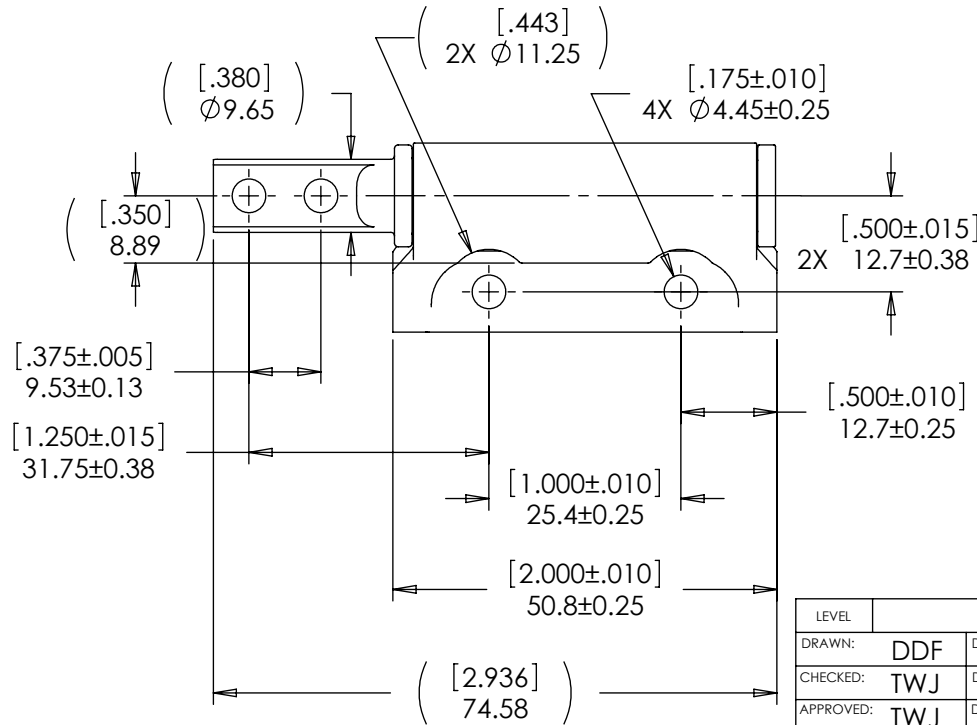 [.443]
2X ∅11.25
[.380]
∅9.65
[.175±.010]
4X ∅4.45±0.25
[.350]
8.89
[.500±.015]
2X 12.7±0.38
[.375±.005]
9.53±0.13
[.500±.010]
12.7±0.25
[1.250±.015]
31.75±0.38
[1.000±.010]
25.4±0.25
[2.000±.010]
50.8±0.25
[2.936]
74.58
LEVEL
DRAWN: DDF D
CHECKED: TWJ D
APPROVED: TWJ D